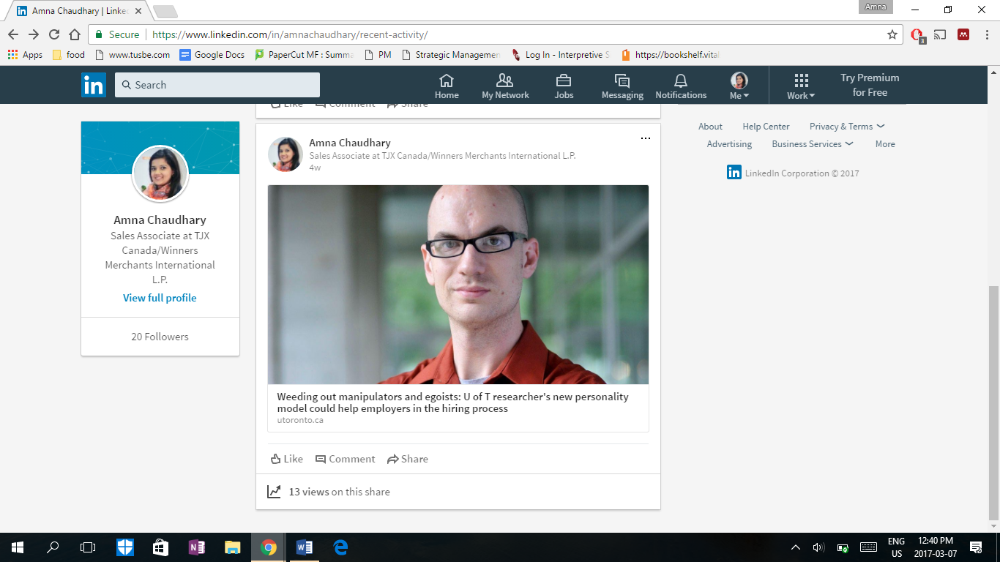 Amna Chaudhary | Linke
Amna
Secure
https://www.linkedin.com/in/amnachaudhary/recent-activity/
3
Apps
food
www.tusbe.com
Google Docs
PaperCut MF : Summa
PM
Strategic Managemen
Log In - Interpretive S
https://bookshelf.vital
in
Search
Home
My Network
Jobs
Messaging
Notifications
Me
Work
Try Premium
for Free
Like
Comment
Share
Amna Chaudhary
Sales Associate at TJX
Canada/Winners
Merchants International
L.P.
View full profile
20 Followers
Amna Chaudhary
Sales Associate at TJX Canada/Winners Merchants International L.P.
4w
Weeding out manipulators and egoists: U of T researcher's new personality
model could help employers in the hiring process
utoronto.ca
Like
Comment
Share
13 views on this share
About
Help Center
Privacy & Terms
Advertising
Business Services
More
in LinkedIn Corporation © 2017
ENG
US
12:40 PM
2017-03-07